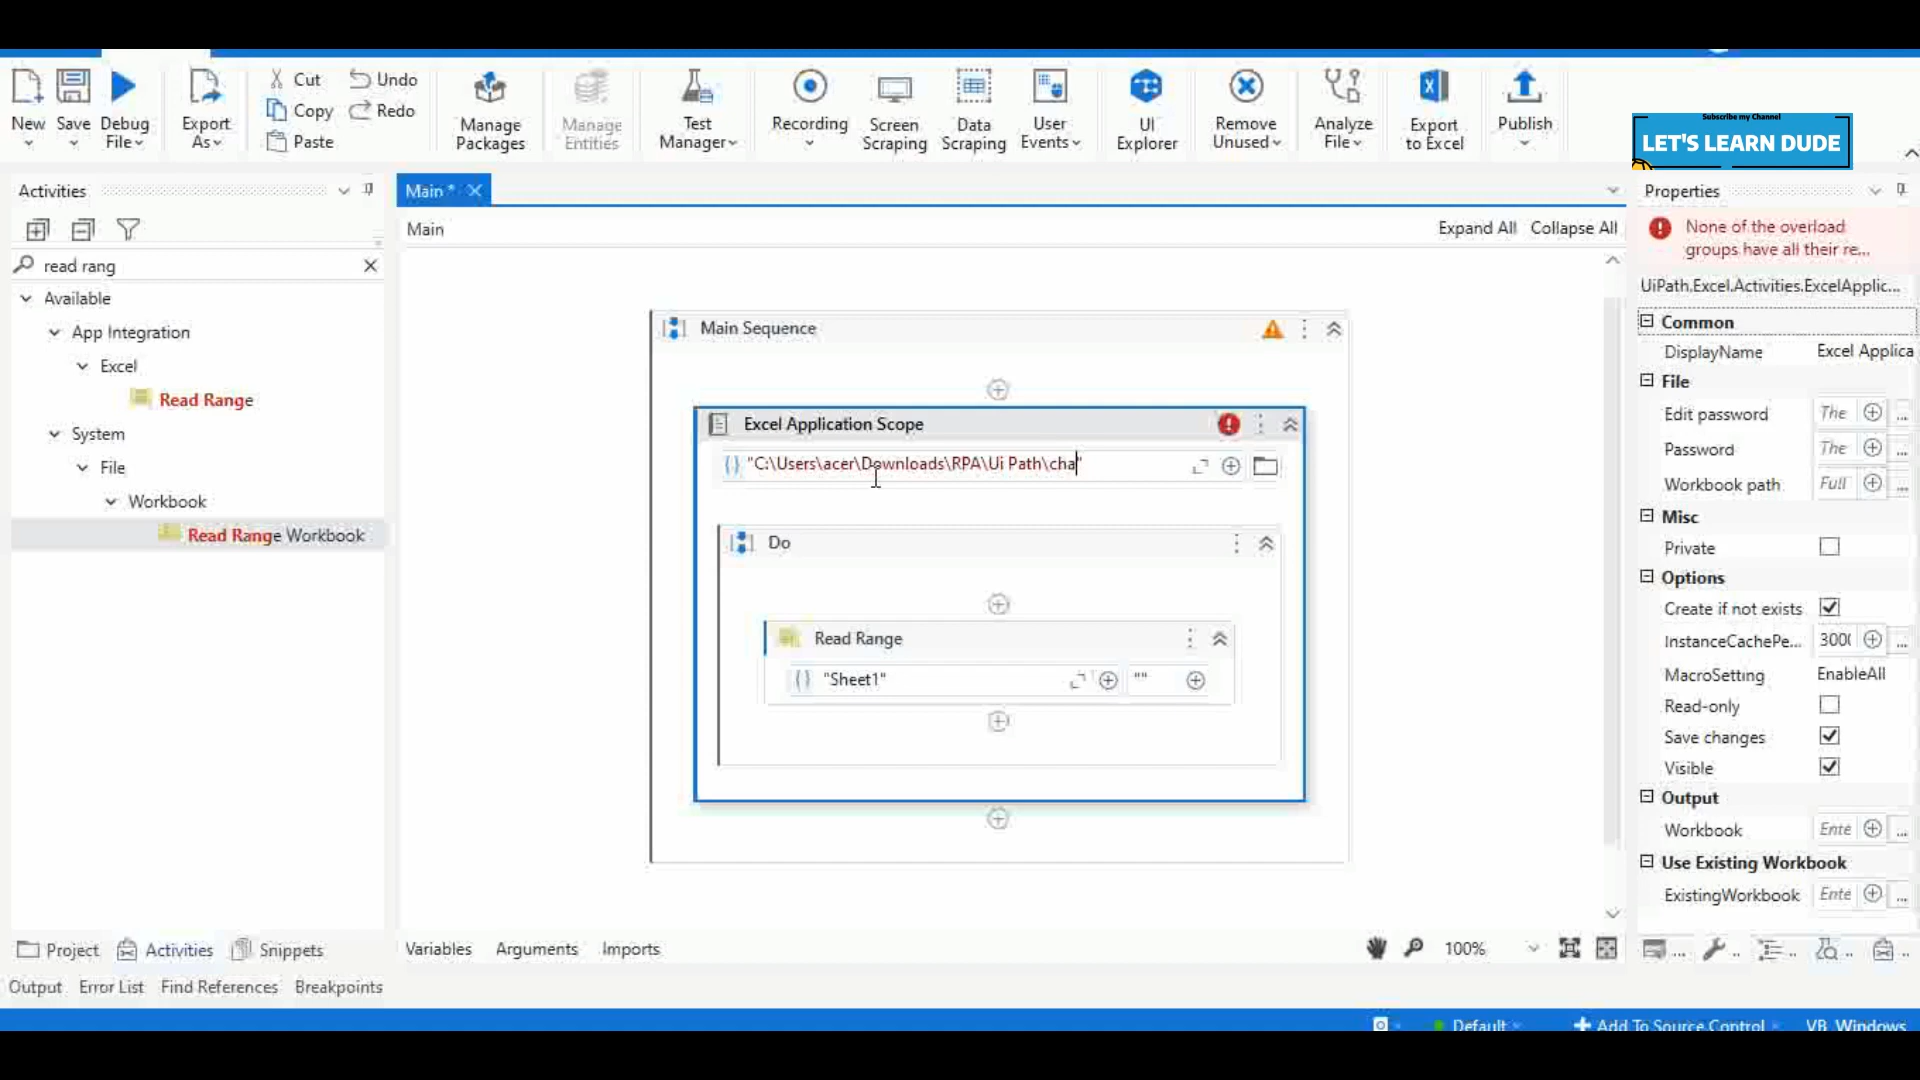 New
Save
Debug
File
Export
As
Cut
Copy
Paste
Undo
Redo
Manage
Packages
Manage
Entities
Test
Manager
Recording
Screen
Scraping
Data
Scraping
User
Events
UI
Explorer
Remove
Unused
Analyze
File
Export
to Excel
Publish
Subscribe my Channel
LET'S LEARN DUDE
Activities
read rang
Available
App Integration
Excel
Read Range
System
File
Workbook
Read Range Workbook
Main *
Main
Expand All
Collapse All
Main Sequence
Excel Application Scope
"C:\Users\acer\Downloads\RPA\Ui Path\cha"
Do
Read Range
"Sheet1"
""
Properties
None of the overload
groups have all their re...
UiPath.Excel.Activities.ExcelApplic...
Common
DisplayName Excel Applica
File
Edit password The ...
Password The ...
Workbook path Full ...
Misc
Private
Options
Create if not exists
InstanceCachePe... 300 ...
MacroSetting EnableAll
Read-only
Save changes
Visible
Output
Workbook Ente ...
Use Existing Workbook
ExistingWorkbook Ente ...
Project
Activities
Snippets
Variables
Arguments
Imports
100%
Output
Error List
Find References
Breakpoints
Default
Add To Source Control
VB, Windows